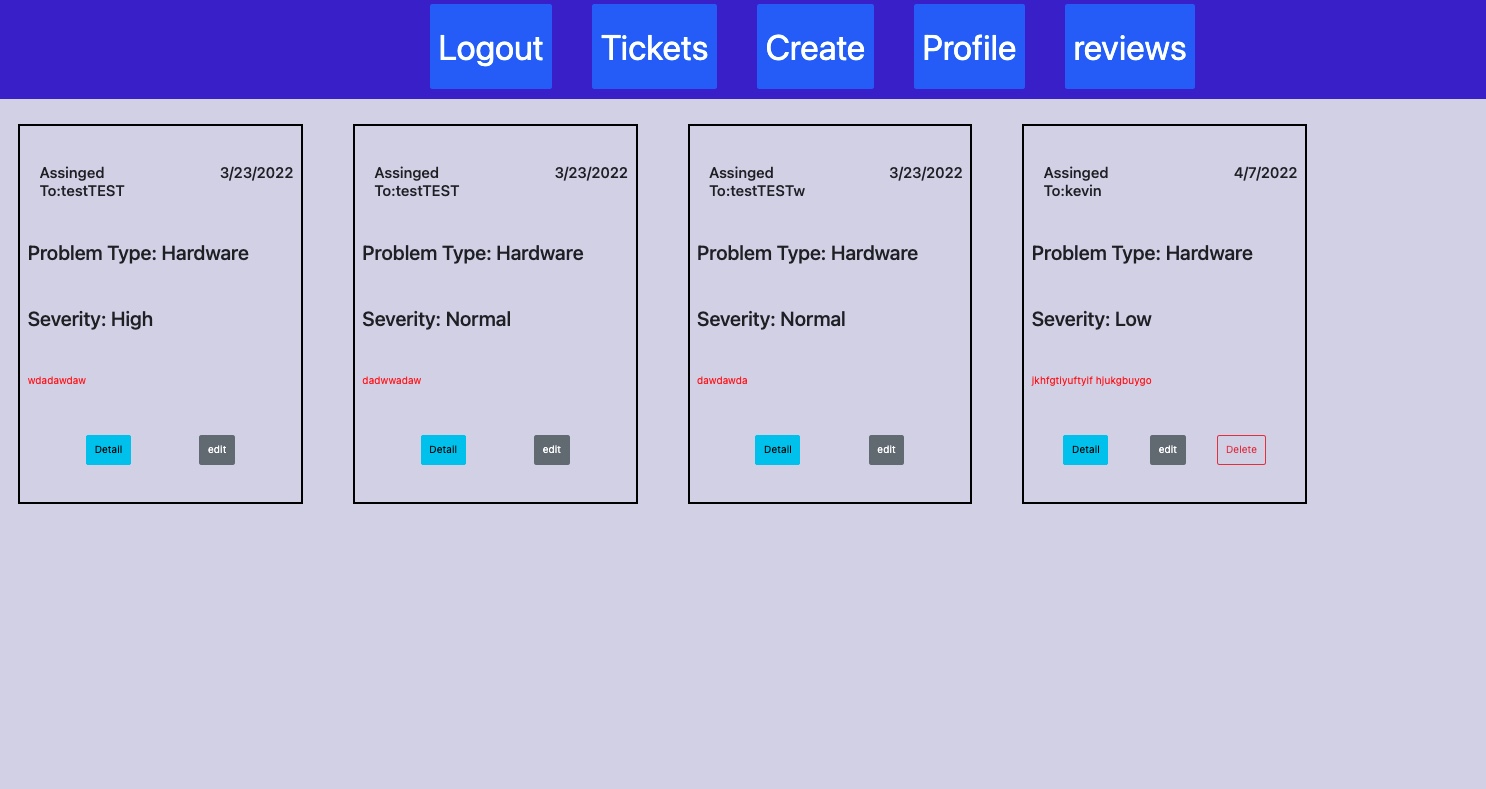 Logout Tickets Create Profile reviews
Assinged 3/23/2022
To:testTEST
Problem Type: Hardware
Severity: High
wdadawdaw
Detail edit
Assinged 3/23/2022
To:testTEST
Problem Type: Hardware
Severity: Normal
dadwwadaw
Detail edit
Assinged 3/23/2022
To:testTESTw
Problem Type: Hardware
Severity: Normal
dawdawda
Detail edit
Assinged 4/7/2022
To:kevin
Problem Type: Hardware
Severity: Low
jkhfgtiyuftyif hjukgbuygo
Detail edit Delete